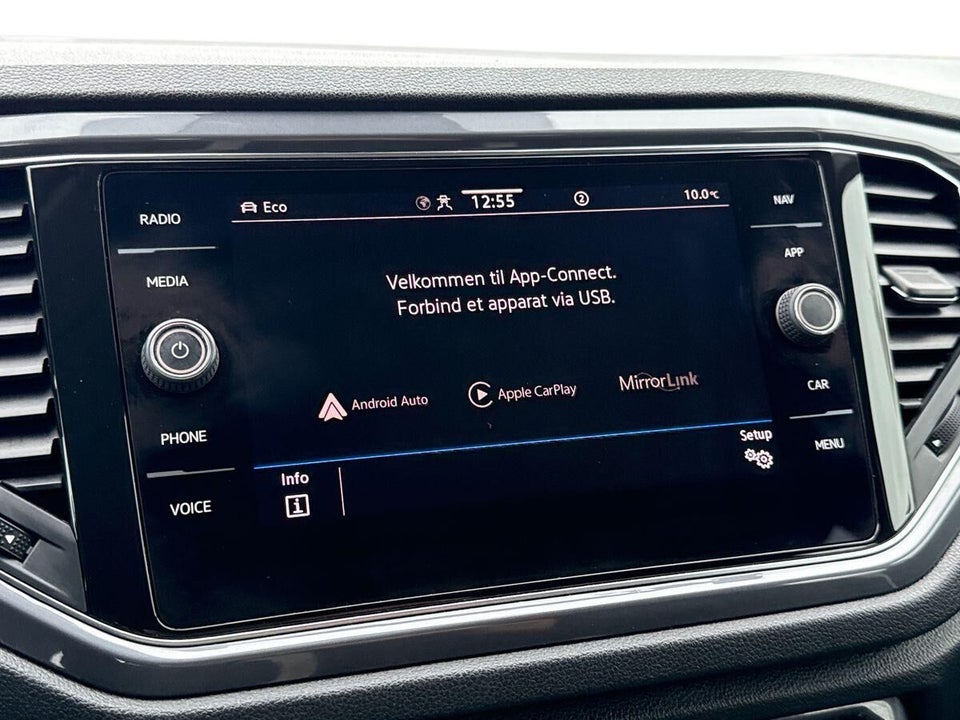 RADIO
MEDIA
PHONE
VOICE
Eco
12:55
2
10.0°C
Velkommen til App-Connect.
Forbind et apparat via USB.
Android Auto
Apple CarPlay
MirrorLink
Info
i
Setup
NAV
APP
CAR
MENU